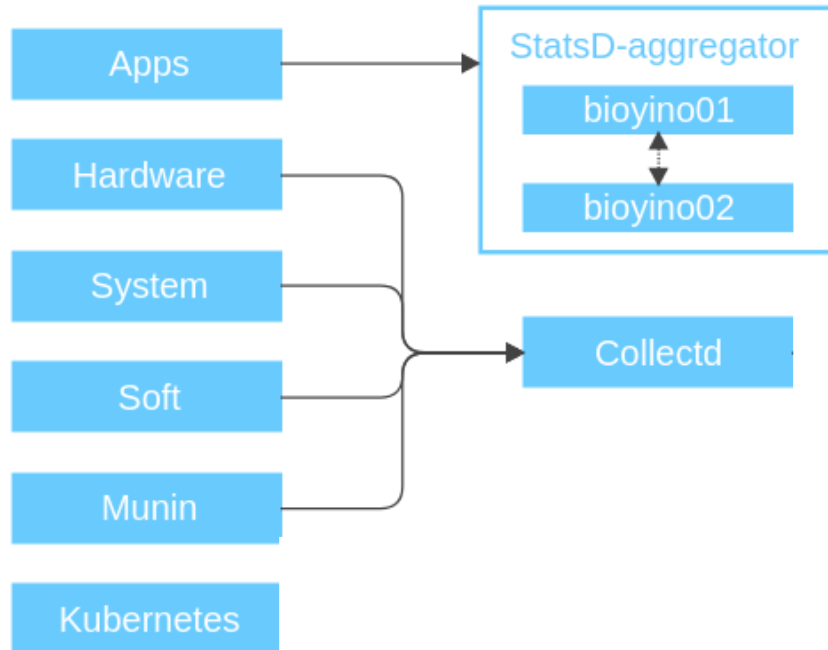 Apps
Hardware
System
Soft
Munin
Kubernetes
StatsD-aggregator
bioyino01
bioyino02
Collectd